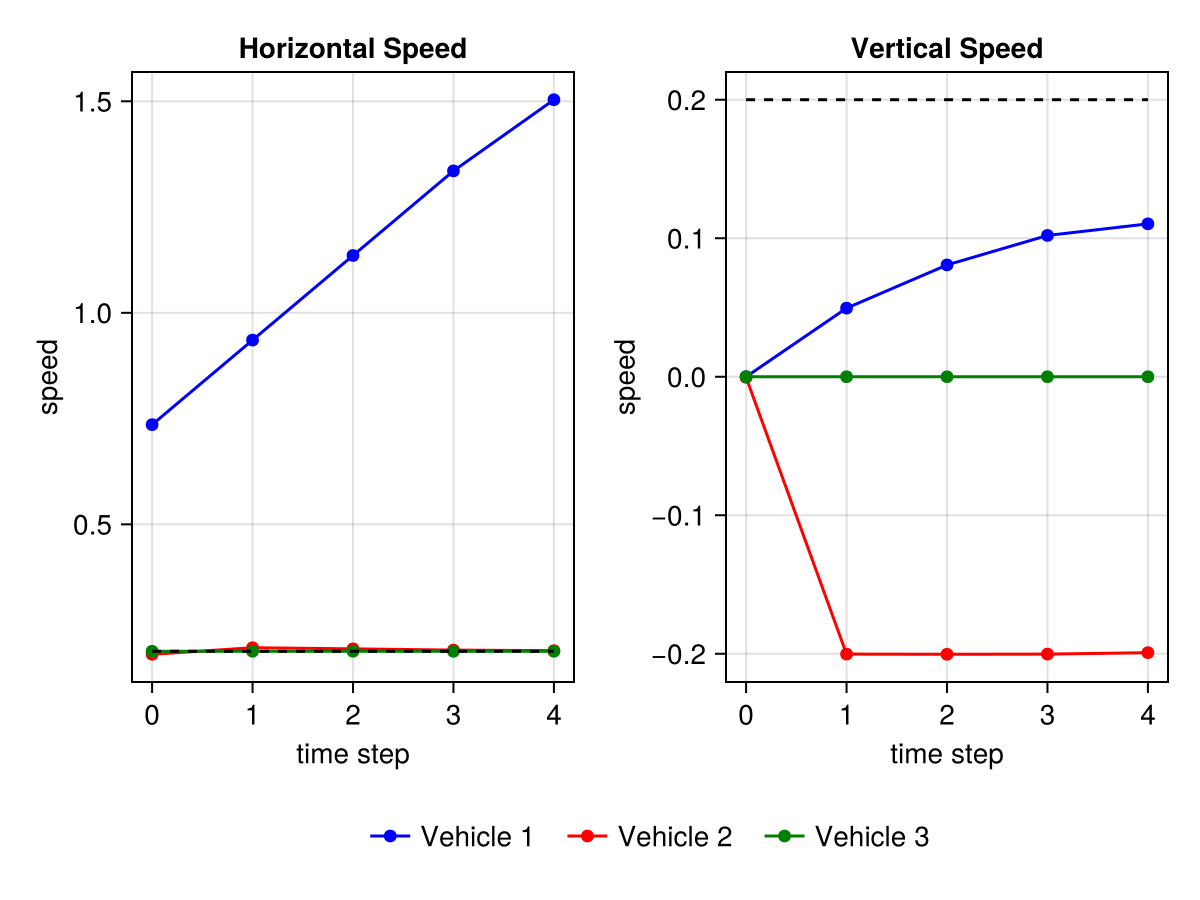 Horizontal Speed
1.5
1.0
0.5
speed
0 1 2 3 4
time step
Vertical Speed
0.2
0.1
0.0
−0.1
−0.2
speed
0 1 2 3 4
time step
Vehicle 1 Vehicle 2 Vehicle 3